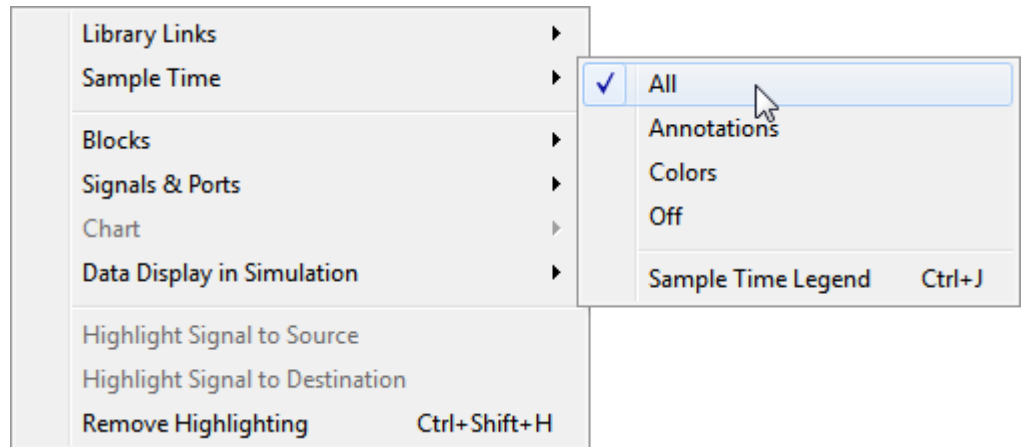 Library Links
Sample Time
Blocks
Signals & Ports
Chart
Data Display in Simulation
Highlight Signal to Source
Highlight Signal to Destination
Remove Highlighting Ctrl+Shift+H
All
Annotations
Colors
Off
Sample Time Legend Ctrl+J